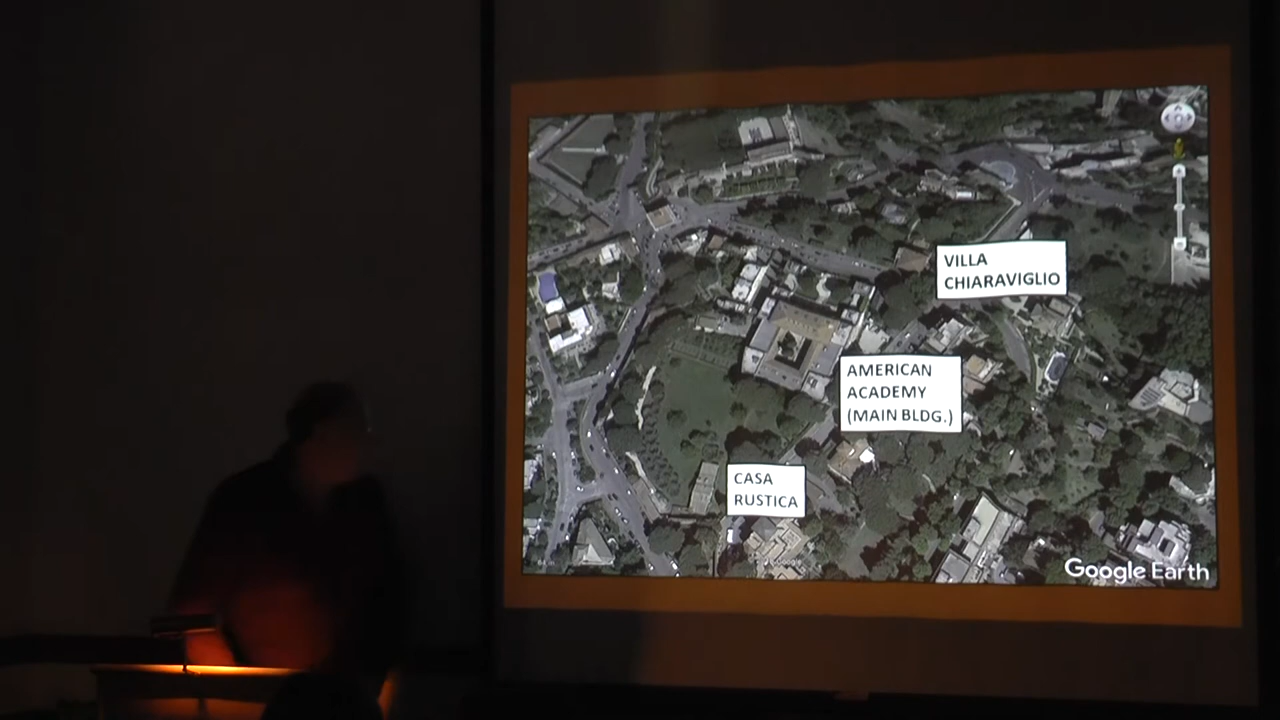 VILLA
CHIARAVIGLIO
AMERICAN
ACADEMY
(MAIN BLDG.)
CASA
RUSTICA
Google Earth